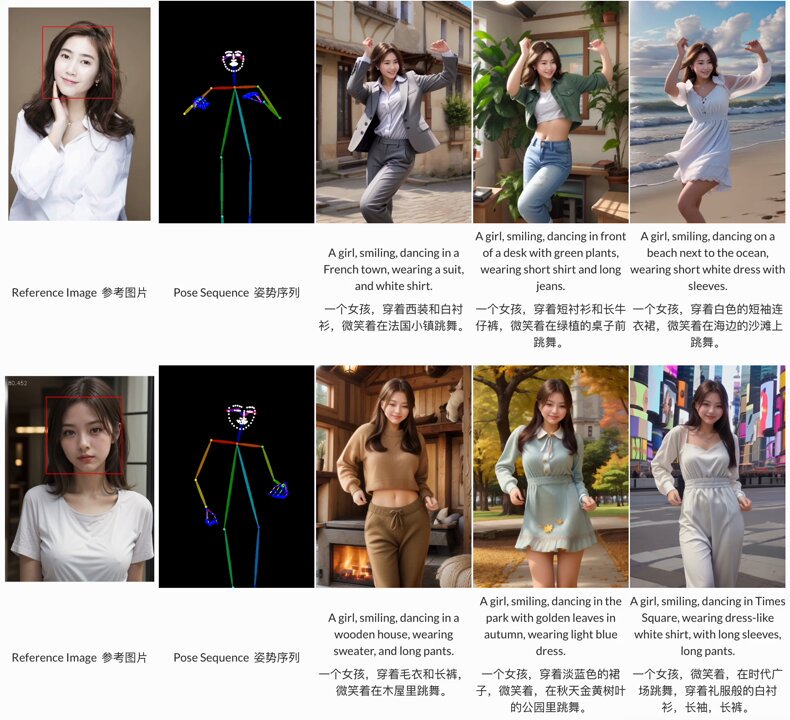 A girl, smiling, dancing in a
French town, wearing a suit,
and white shirt.
A girl, smiling, dancing in front
of a desk with green plants,
wearing short shirt and long
jeans.
A girl, smiling, dancing on a
beach next to the ocean,
wearing short white dress with
sleeves.
Reference Image 参考图片
Pose Sequence 姿势序列
一个女孩，穿着西装和白衬
衫，微笑着在法国小镇跳舞。
一个女孩，穿着短衬衫和长牛
仔裤，微笑着在绿植的桌子前
跳舞。
一个女孩，穿着白色的短袖连
衣裙，微笑着在海边的沙滩上
跳舞。
80.452
A girl, smiling, dancing in a
wooden house, wearing
sweater, and long pants.
A girl, smiling, dancing in the
park with golden leaves in
autumn, wearing light blue
dress.
A girl, smiling, dancing in Times
Square, wearing dress-like
white shirt, with long sleeves,
long pants.
Reference Image 参考图片
Pose Sequence 姿势序列
一个女孩，穿着毛衣和长裤，
微笑着在木屋里跳舞。
一个女孩，穿着淡蓝色的裙
子，微笑着，在秋天金黄树叶
的公园里跳舞。
一个女孩，微笑着，在时代广
场跳舞，穿着礼服般的白衬
衫，长袖，长裤。